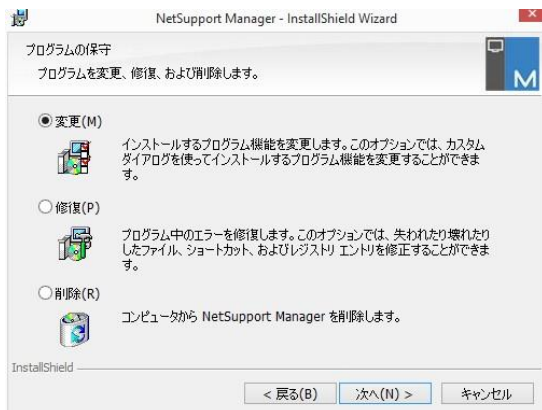 NetSupport Manager - InstallShield Wizard
プログラムの保守
プログラムを変更、修復、および削除します。
M
変更(M)
インストールするプログラム機能を変更します。このオプションでは、カスタム
ダイアログを使ってインストールするプログラム機能を変更することができま
す。
修復(P)
プログラム中のエラーを修復します。このオプションでは、失われたり壊れたり
したファイル、ショートカット、およびレジストリ エントリを修正することができま
す。
削除(R)
コンピュータから NetSupport Manager を削除します。
InstallShield
< 戻る(B) 次へ(N) > キャンセル